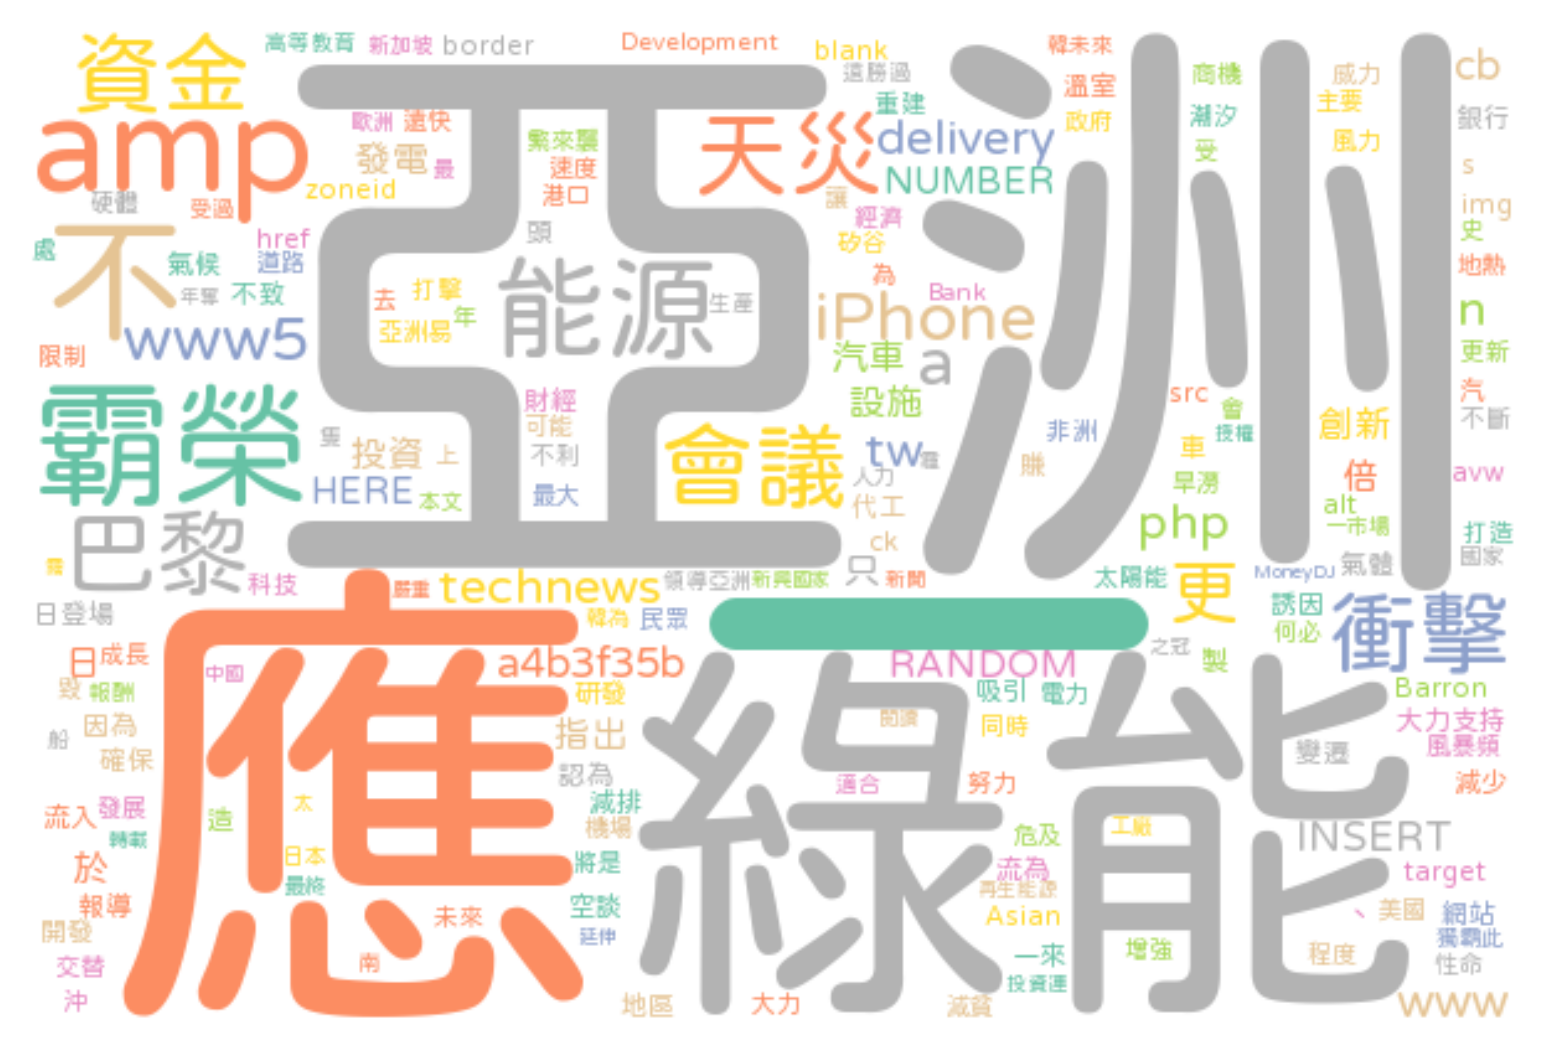 資金
高等教育
新加坡
border
Development
blank
遠勝過
韓未來
溫室
商機
威力
主要
cb
amp
歐洲
遠快
發電
最
繫來襲
速度
港口
天災
重建
delivery
政府
潮汐
受
風力
銀行
硬體
受過
zoneid
NUMBER
讓
經濟
矽谷
s
img
不
亞洲
處
氣候
href
道路
年奪
不致
頭
能源
生產
打擊
去
年
亞洲易
為
Bank
iPhone
史
地熱
n
www5
限制
汽車
a
設施
更新
汽
霸榮
財經
可能
不利
最大
src
會
授權
創新
不斷
隻
投資
上
HERE
本文
會議
tw
人力
代工
非洲
賺
車
倍
早澇
avw
alt
一市場
巴黎
ck
php
打造
國家
科技
嚴重
technews
領導亞洲
新興國家
只
新聞
太陽能
更
MoneyDJ
氣體
日登場
應
韓為
民眾
一
誘因
何必
衝擊
日
成長
中國
a4b3f35b
RANDOM
之冠
製
毀
報酬
研發
吸引
電力
Barron
船
因為
指出
閱讀
同時
大力支持
風暴頻
確保
認為
綠能
變遷
流入
發展
造
太
減排
機場
適合
努力
減少
轉載
日本
危及
工廠
INSERT
於
最終
將是
流為
再生能源
target
報導
未來
空談
Asian
、
美國
網站
開發
延伸
一來
增強
程度
獨霸此
交替
南
投資運
性命
沖
地區
大力
減貧
www